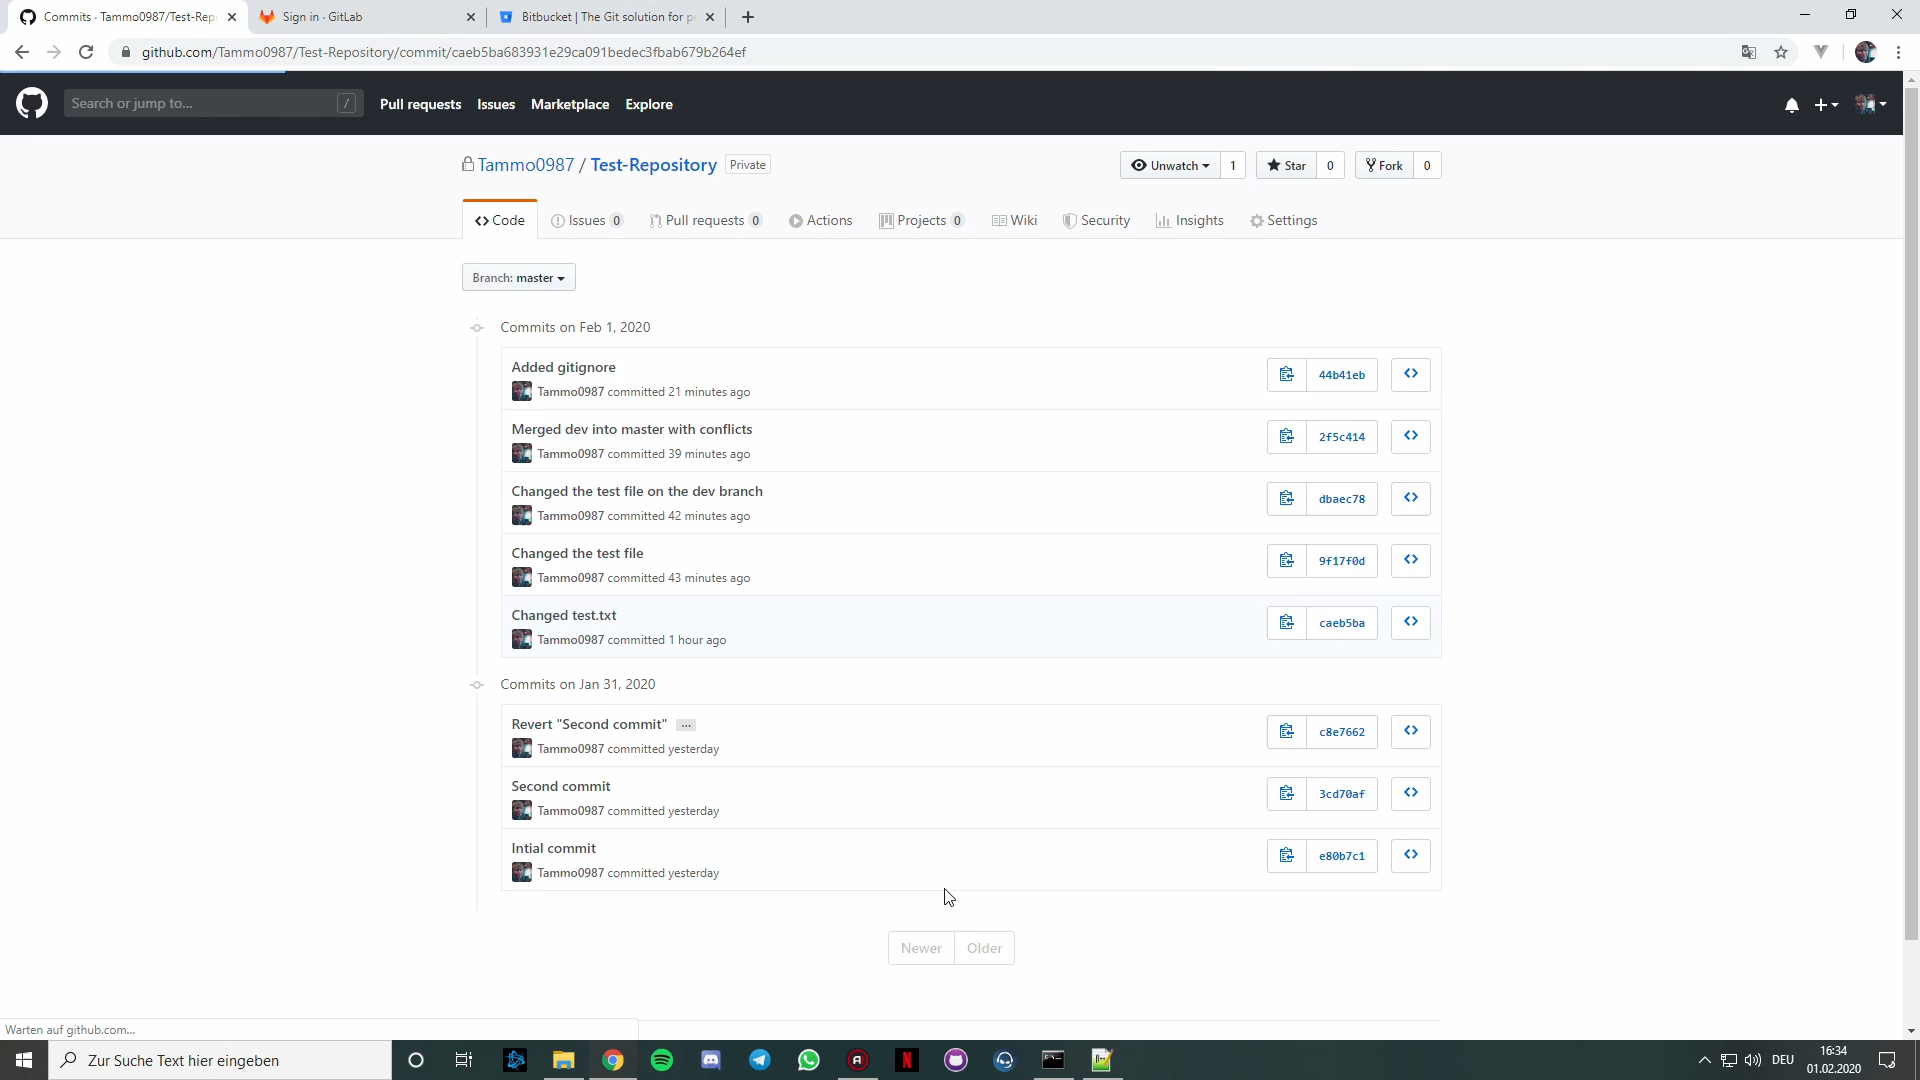 Commits · Tammo0987/Test-Repo
Sign in · GitLab
Bitbucket | The Git solution for p
github.com/Tammo0987/Test-Repository/commit/caeb5ba683931e29ca091bedec3fbab679b264ef
Search or jump to...
/
Pull requests
Issues
Marketplace
Explore
Tammo0987 / Test-Repository
Private
Unwatch
1
Star
0
Fork
0
Code
Issues 0
Pull requests 0
Actions
Projects 0
Wiki
Security
Insights
Settings
Branch: master
Commits on Feb 1, 2020
Added gitignore
Tammo0987 committed 21 minutes ago
44b41eb
Merged dev into master with conflicts
Tammo0987 committed 39 minutes ago
2f5c414
Changed the test file on the dev branch
Tammo0987 committed 42 minutes ago
dbaec78
Changed the test file
Tammo0987 committed 43 minutes ago
9f17f0d
Changed test.txt
Tammo0987 committed 1 hour ago
caeb5ba
Commits on Jan 31, 2020
Revert "Second commit" ...
Tammo0987 committed yesterday
c8e7662
Second commit
Tammo0987 committed yesterday
3cd70af
Intial commit
Tammo0987 committed yesterday
e80b7c1
Newer
Older
Warten auf github.com...
Zur Suche Text hier eingeben
DEU
16:34
01.02.2020